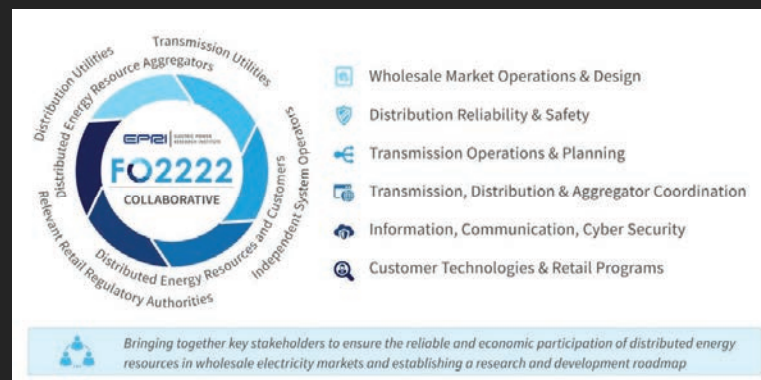 Transmission Utilities
Distribution Utilities
Distributed Energy Resource Aggregators
EPRI | ELECTRIC POWER RESEARCH INSTITUTE
FO2222
COLLABORATIVE
Distributed Energy Resources and Customers
Independent System Operators
Relevant Retail Regulatory Authorities
Wholesale Market Operations & Design
Distribution Reliability & Safety
Transmission Operations & Planning
Transmission, Distribution & Aggregator Coordination
Information, Communication, Cyber Security
Customer Technologies & Retail Programs
Bringing together key stakeholders to ensure the reliable and economic participation of distributed energy
resources in wholesale electricity markets and establishing a research and development roadmap